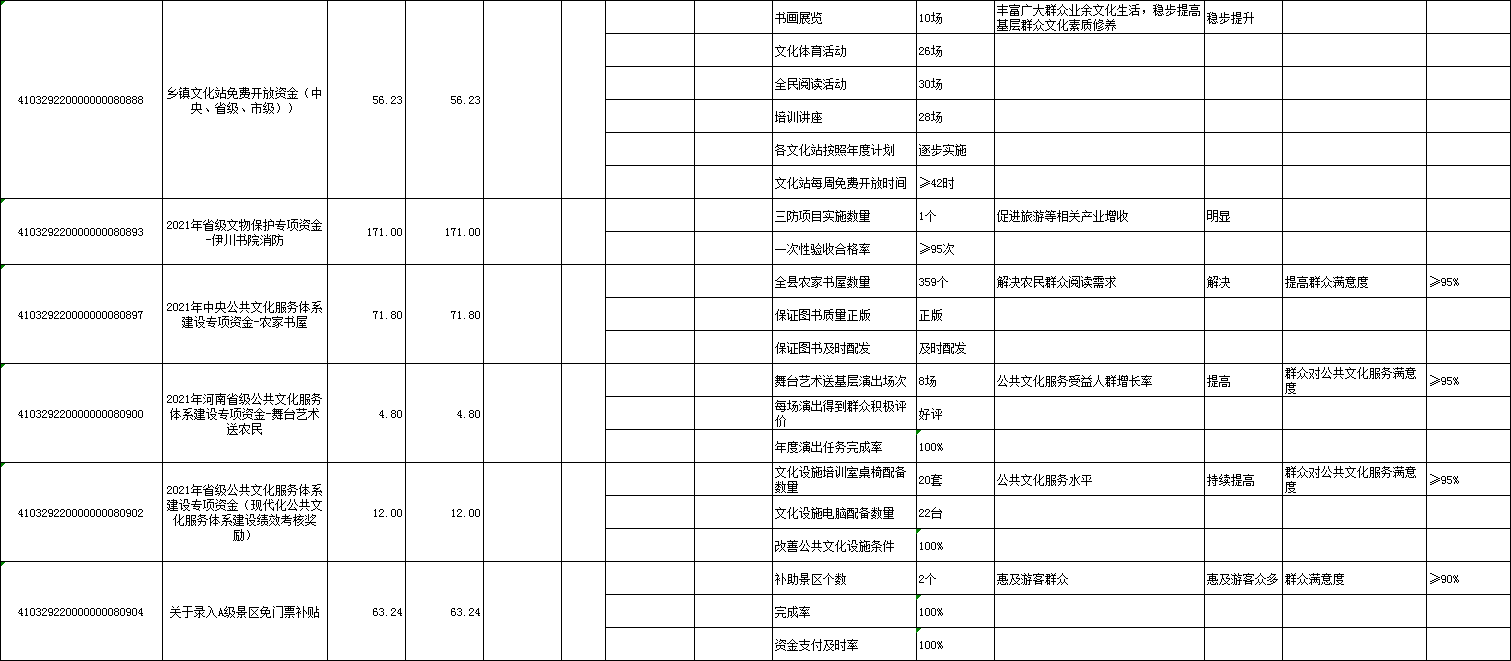 410329220000000080888
乡镇文化站免费开放资金（中
央、省级、市级））
56.23
56.23
书画展览
10场
丰富广大群众业余文化生活，稳步提高
基层群众文化素质修养
稳步提升
文化体育活动
26场
全民阅读活动
30场
培训讲座
28场
各文化站按照年度计划
逐步实施
文化站每周免费开放时间
≥42时
410329220000000080893
2021年省级文物保护专项资金
-伊川书院消防
171.00
171.00
三防项目实施数量
1个
促进旅游等相关产业增收
明显
一次性验收合格率
≥95次
410329220000000080897
2021年中央公共文化服务体系
建设专项资金-农家书屋
71.80
71.80
全县农家书屋数量
359个
解决农民群众阅读需求
解决
提高群众满意度
≥95%
保证图书质量正版
正版
保证图书及时配发
及时配发
410329220000000080900
2021年河南省级公共文化服务
体系建设专项资金-舞台艺术
送农民
4.80
4.80
舞台艺术送基层演出场次
8场
公共文化服务受益人群增长率
提高
群众对公共文化服务满意
度
≥95%
每场演出得到群众积极评
价
好评
年度演出任务完成率
100%
410329220000000080902
2021年省级公共文化服务体系
建设专项资金（现代化公共文
化服务体系建设绩效考核奖
励）
12.00
12.00
文化设施培训室桌椅配备
数量
20套
公共文化服务水平
持续提高
群众对公共文化服务满意
度
≥95%
文化设施电脑配备数量
22台
改善公共文化设施条件
100%
410329220000000080904
关于录入A级景区免门票补贴
63.24
63.24
补助景区个数
2个
惠及游客群众
惠及游客众多
群众满意度
≥90%
完成率
100%
资金支付及时率
100%